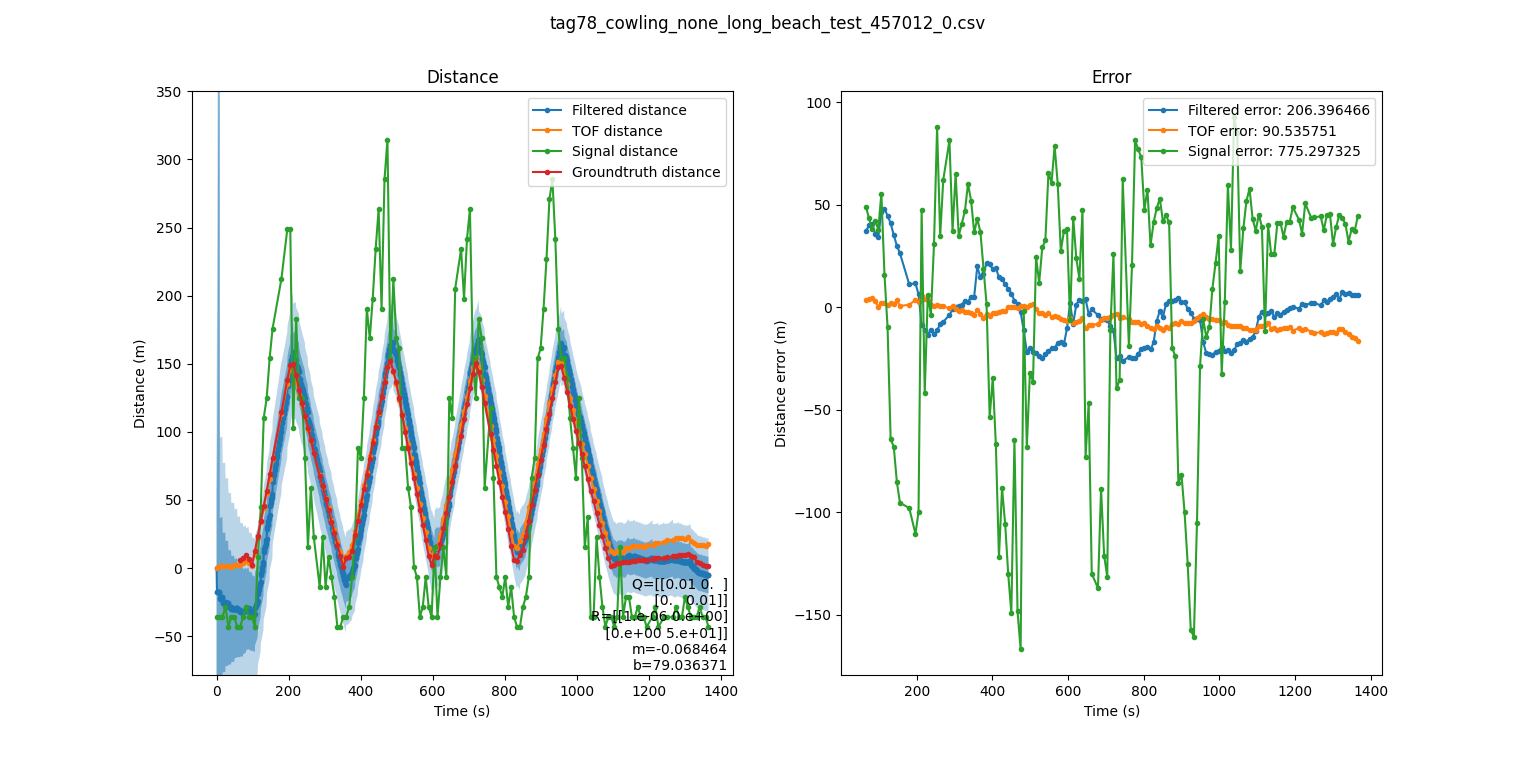 tag78_cowling_none_long_beach_test_457012_0.csv
Distance
350
300
250
200
150
100
50
0
−50
Distance (m)
0
200
400
600
800
1000
1200
1400
Time (s)
Filtered distance
TOF distance
Signal distance
Groundtruth distance
Q=[[0.01 0.  ]
[0.   0.01]]
R=[[1.e-06 0.e+00]
[0.e+00 5.e+01]]
m=-0.068464
b=79.036371
Error
100
50
0
−50
−100
−150
Distance error (m)
200
400
600
800
1000
1200
1400
Time (s)
Filtered error: 206.396466
TOF error: 90.535751
Signal error: 775.297325